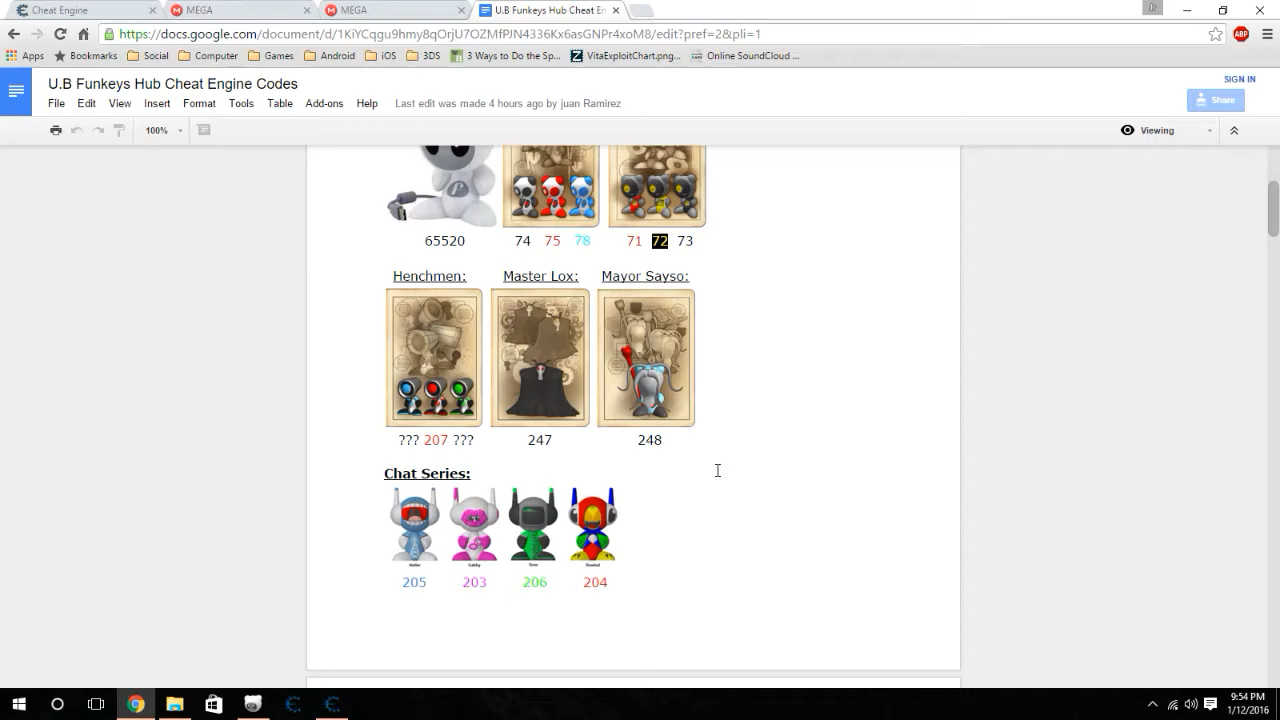 Cheat Engine
MEGA
MEGA
U.B Funkeys Hub Cheat En
https://docs.google.com/document/d/1KiYCqgu9hmy8qOrjU7OZMfPJN4336Kx6asGNPr4xoM8/edit?pref=2&pli=1
ABP
Apps Bookmarks Social Computer Games Android iOS 3DS 3 Ways to Do the Sp... VitaExploitChart.png... Online SoundCloud ...
U.B Funkeys Hub Cheat Engine Codes
SIGN IN
File Edit View Insert Format Tools Table Add-ons Help Last edit was made 4 hours ago by juan Ramirez
Share
100%
Viewing
65520 74 75 78 71 72 73
Henchmen: Master Lox: Mayor Sayso:
??? 207 ??? 247 248
Chat Series:
205 203 206 204
9:54 PM
1/12/2016